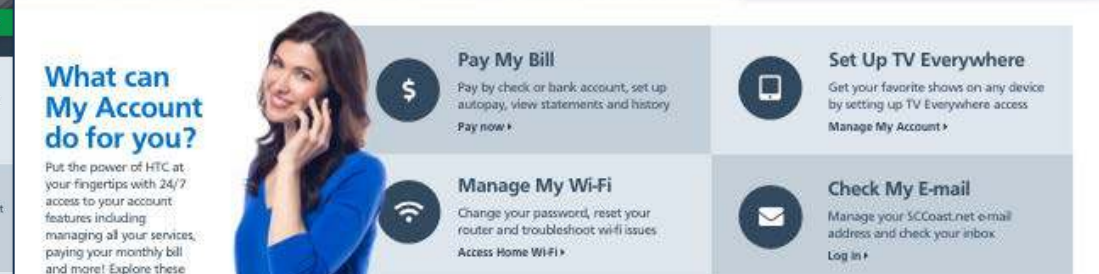 What can
My Account
do for you?
Put the power of HTC at
your fingertips with 24/7
access to your account
features including
managing all your services,
paying your monthly bill
and more! Explore these
Pay My Bill
Pay by check or bank account, set up
autopay, view statements and history
Pay now
Set Up TV Everywhere
Get your favorite shows on any device
by setting up TV Everywhere access
Manage My Account
Manage My Wi-Fi
Change your password, reset your
router and troubleshoot wi-fi issues
Access Home Wi-Fi
Check My E-mail
Manage your SCCoast.net e-mail
address and check your inbox
Log in